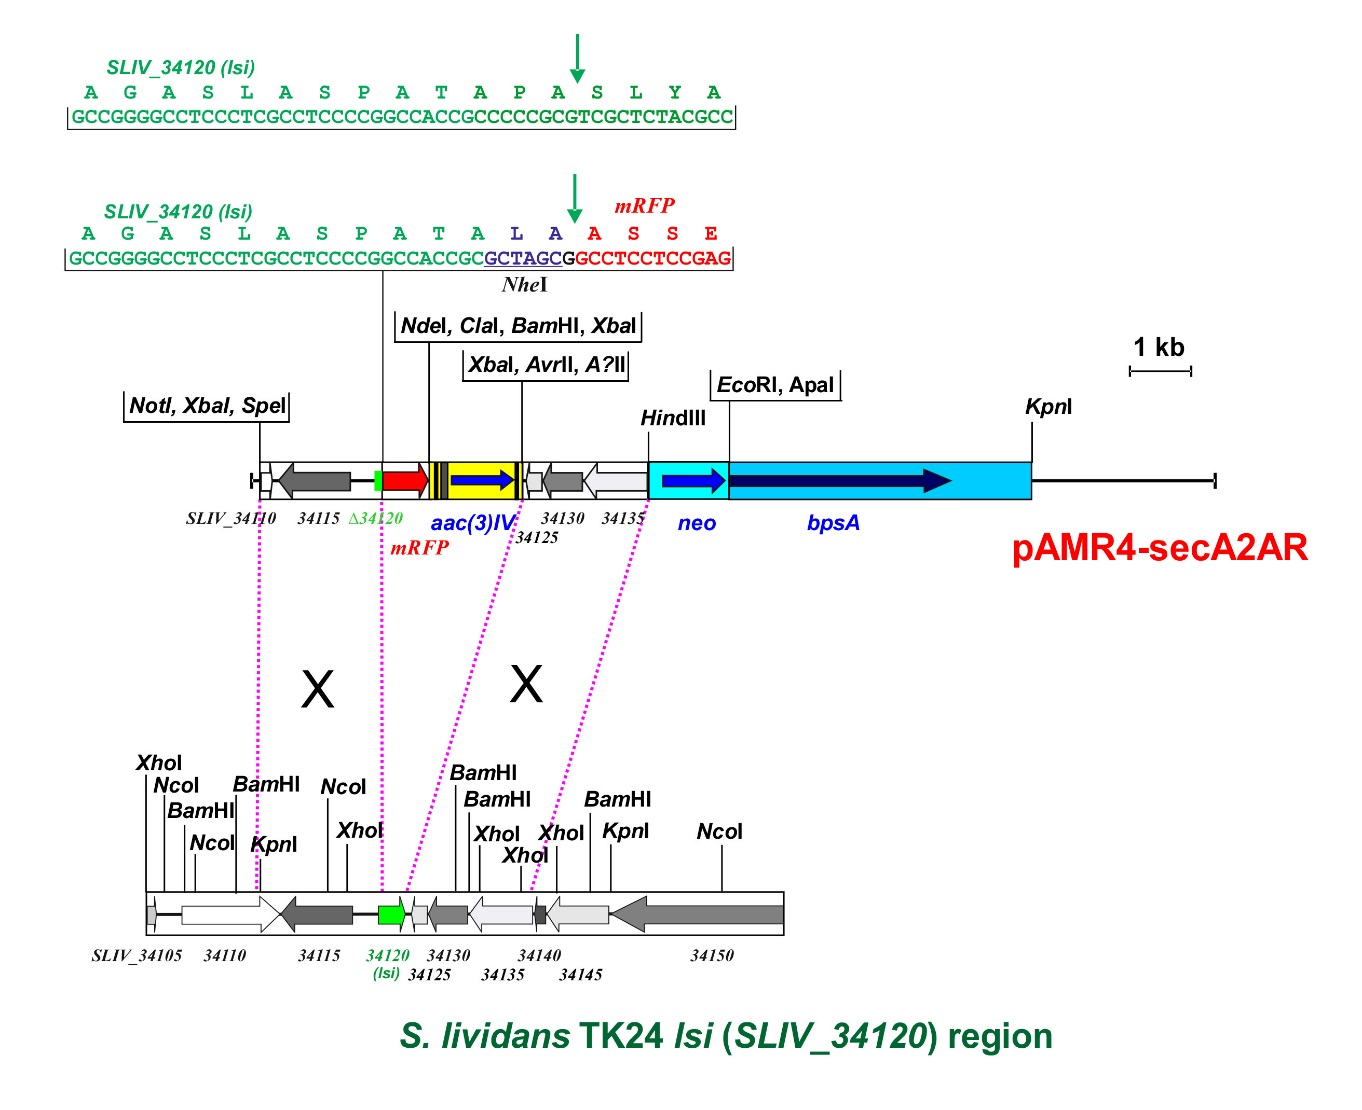 SLIV_34120 (lsi)
A G A S L A S P A T A P A S L Y A
GCCGGGGCCTCCCTCGCCTCCCCGGCCACCGCCCCCGCGTCGCTCTACGCC
SLIV_34120 (lsi)
mRFP
A G A S L A S P A T A L A A S S E
GCCGGGGCCTCCCTCGCCTCCCCGGCCACCGCGCTAGCGGCCTCCTCCGAG
NheI
NdeI, ClaI, BamHI, XbaI
XbaI, AvrII, A?II
1 kb
EcoRI, ApaI
NotI, XbaI, SpeI
HindIII
KpnI
SLIV_34110 34115 Δ34120 aac(3)IV 34130 34135 neo bpsA
34125
mRFP
pAMR4-secA2AR
X X
XhoI
NcoI
BamHI
NcoI
BamHI
KpnI
NcoI
XhoI
BamHI
BamHI
XhoI
XhoI
XhoI
BamHI
KpnI
NcoI
SLIV_34105 34110 34115 34120 34130 34140 34150
(lsi) 34125 34135 34145
S. lividans TK24 lsi (SLIV_34120) region